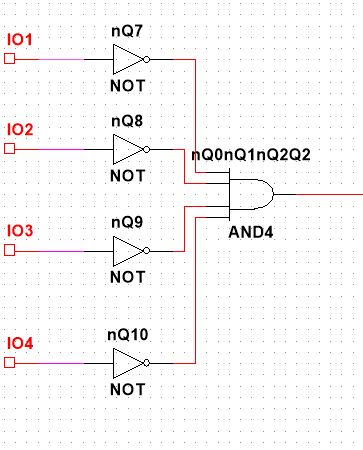 nQ7
IO1
NOT
nQ8
IO2
NOT
nQ0nQ1nQ2Q2
nQ9
IO3
AND4
NOT
nQ10
IO4
NOT